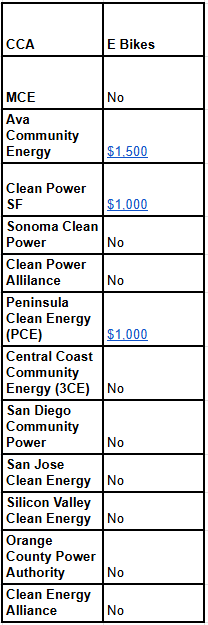 CCA E Bikes
MCE No
Ava
Community
Energy $1,500
Clean Power
SF $1,000
Sonoma Clean
Power No
Clean Power
Allilance No
Peninsula
Clean Energy
(PCE) $1,000
Central Coast
Community
Energy (3CE) No
San Diego
Community
Power No
San Jose
Clean Energy No
Silicon Valley
Clean Energy No
Orange
County Power
Authority No
Clean Energy
Alliance No